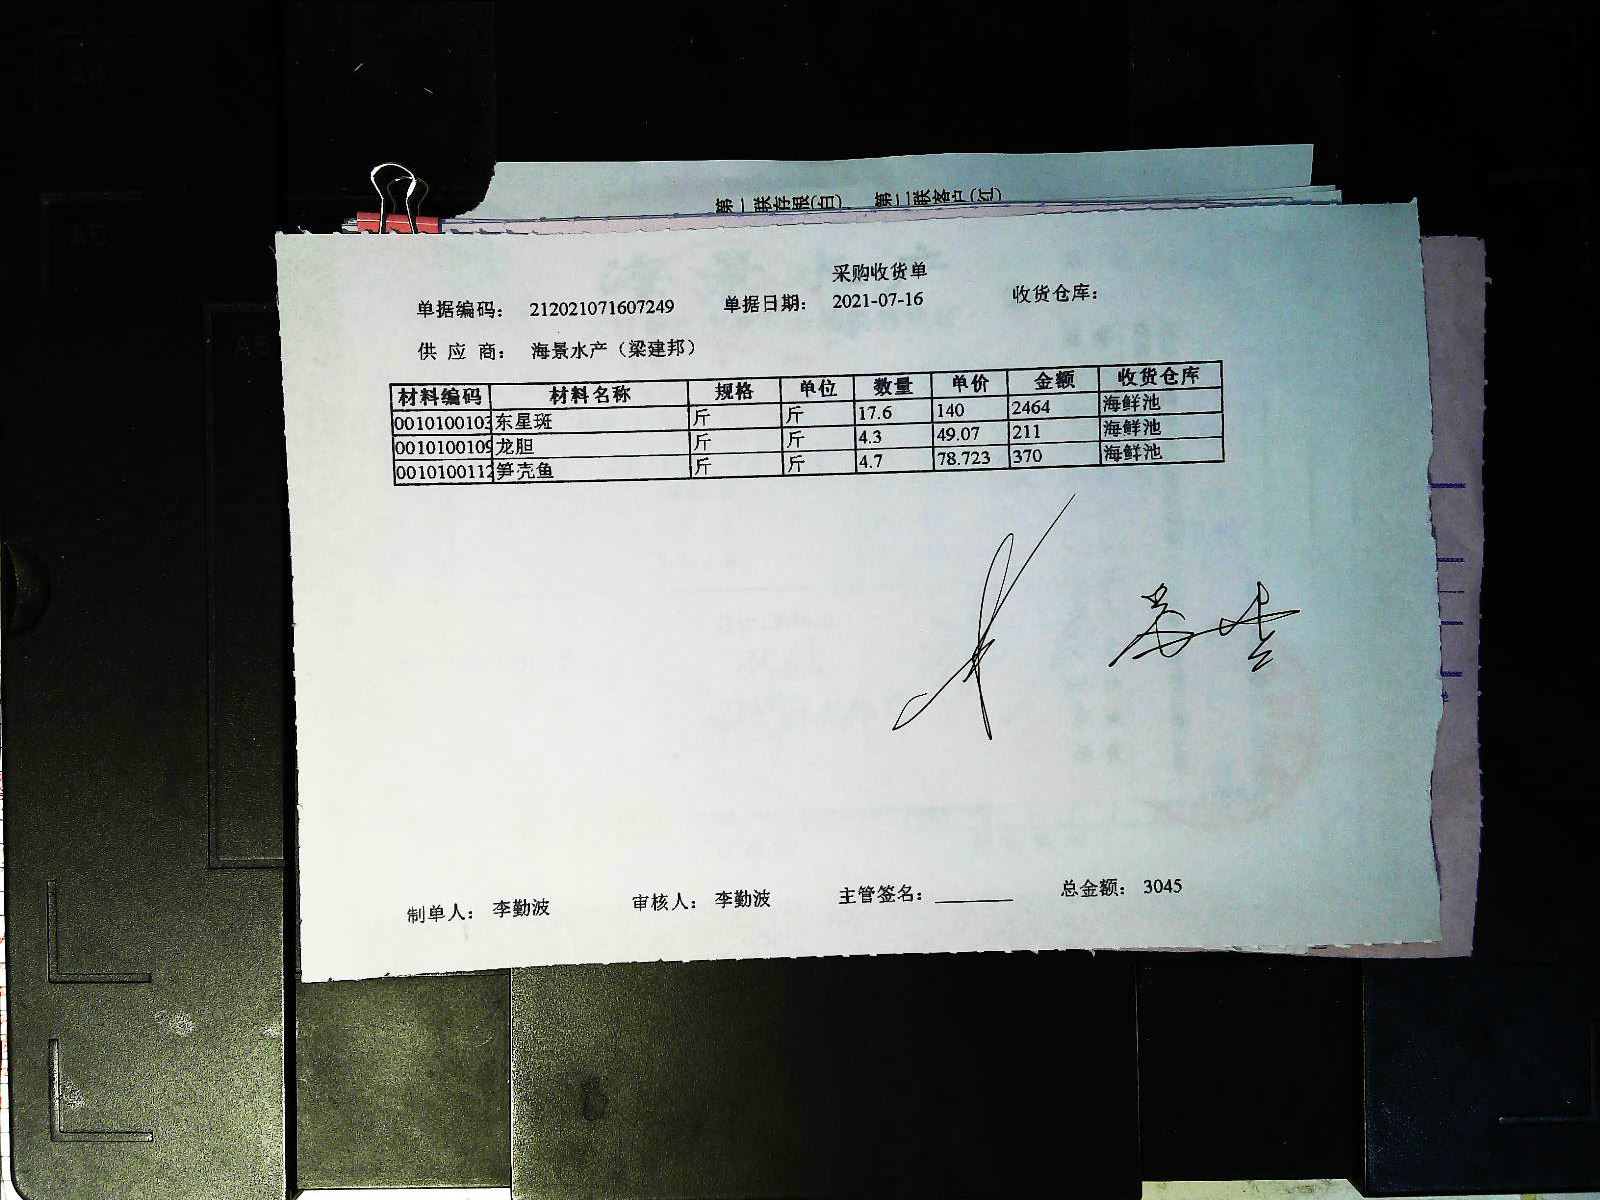 第一联存根(白)、 第二联客户(红)
采购收货单
单据编码： 212021071607249 单据日期： 2021-07-16 收货仓库：
供 应 商： 海景水产（梁建邦）
材料编码 材料名称 规格 单位 数量 单价 金额 收货仓库
0010100103 东星斑 斤 斤 17.6 140 2464 海鲜池
0010100109 龙胆 斤 斤 4.3 49.07 211 海鲜池
0010100112 笋壳鱼 斤 斤 4.7 78.723 370 海鲜池
制单人： 李勤波 审核人： 李勤波 主管签名： 总金额： 3045
A5